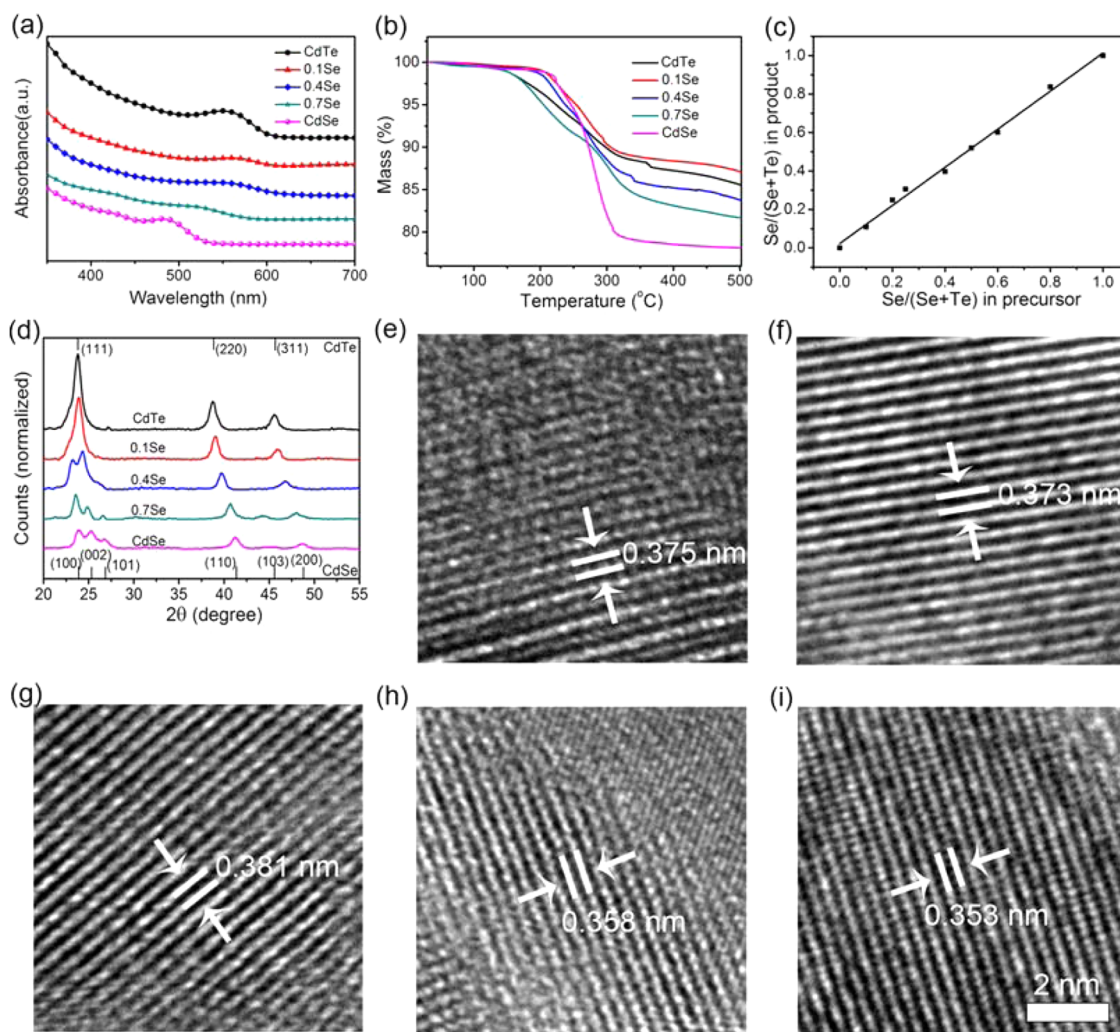 (a)
CdTe
0.1Se
0.4Se
0.7Se
CdSe
Absorbance(a.u.)
400 500 600 700
Wavelength (nm)
(b)
CdTe
0.1Se
0.4Se
0.7Se
CdSe
Mass (%)
100
95
90
85
80
100 200 300 400 500
Temperature (°C)
(c)
Se/(Se+Te) in product
1.0
0.8
0.6
0.4
0.2
0.0
0.0 0.2 0.4 0.6 0.8 1.0
Se/(Se+Te) in precursor
(d)
(111) (220) (311) CdTe
CdTe
0.1Se
0.4Se
0.7Se
CdSe
(100) (002) (101) (110) (103) (200) CdSe
Counts (normalized)
20 25 30 35 40 45 50 55
2θ (degree)
(e)
0.375 nm
(f)
0.373 nm
(g)
0.381 nm
(h)
0.358 nm
(i)
0.353 nm
2 nm